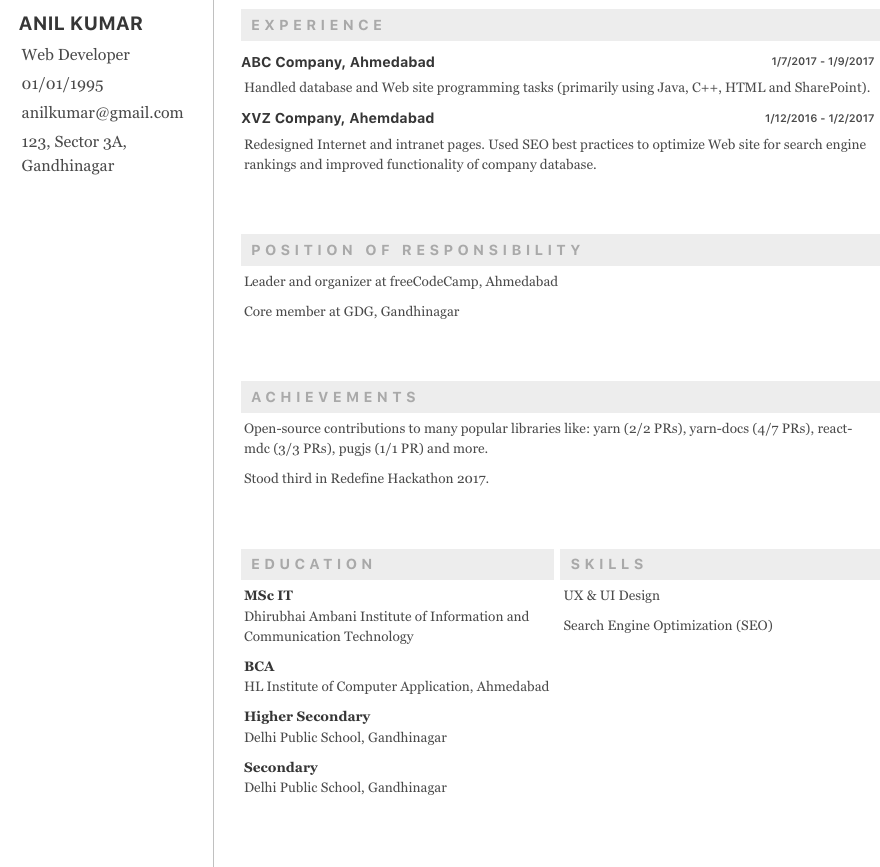 ANIL KUMAR
Web Developer
01/01/1995
anilkumar@gmail.com
123, Sector 3A,
Gandhinagar
EXPERIENCE
ABC Company, Ahmedabad 1/7/2017 - 1/9/2017
Handled database and Web site programming tasks (primarily using Java, C++, HTML and SharePoint).
XVZ Company, Ahemdabad 1/12/2016 - 1/2/2017
Redesigned Internet and intranet pages. Used SEO best practices to optimize Web site for search engine
rankings and improved functionality of company database.
POSITION OF RESPONSIBILITY
Leader and organizer at freeCodeCamp, Ahmedabad
Core member at GDG, Gandhinagar
ACHIEVEMENTS
Open-source contributions to many popular libraries like: yarn (2/2 PRs), yarn-docs (4/7 PRs), react-
mdc (3/3 PRs), pugjs (1/1 PR) and more.
Stood third in Redefine Hackathon 2017.
EDUCATION
MSc IT
Dhirubhai Ambani Institute of Information and
Communication Technology
BCA
HL Institute of Computer Application, Ahmedabad
Higher Secondary
Delhi Public School, Gandhinagar
Secondary
Delhi Public School, Gandhinagar
SKILLS
UX & UI Design
Search Engine Optimization (SEO)